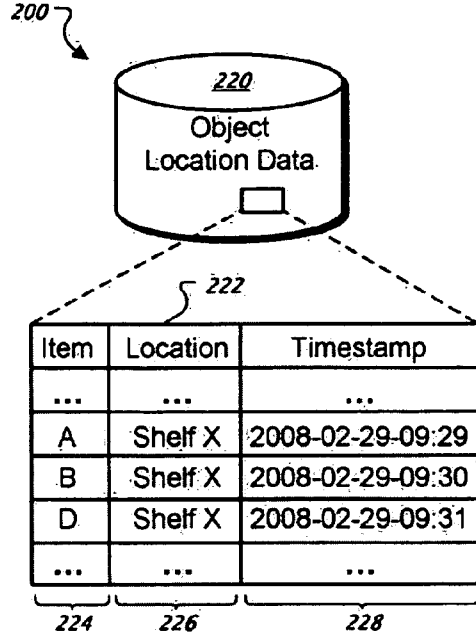 200
220
Object
Location Data
222
Item Location Timestamp
... ... ...
A Shelf X 2008-02-29-09:29
B Shelf X 2008-02-29-09:30
D Shelf X 2008-02-29-09:31
... ... ...
224 226 228